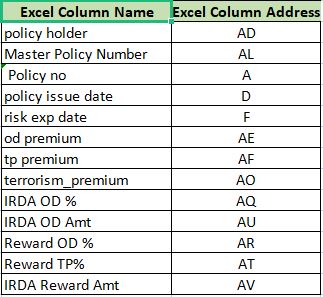 Excel Column Name Excel Column Address
policy holder AD
Master Policy Number AL
Policy no A
policy issue date D
risk exp date F
od premium AE
tp premium AF
terrorism_premium AO
IRDA OD % AQ
IRDA OD Amt AU
Reward OD % AR
Reward TP% AT
IRDA Reward Amt AV